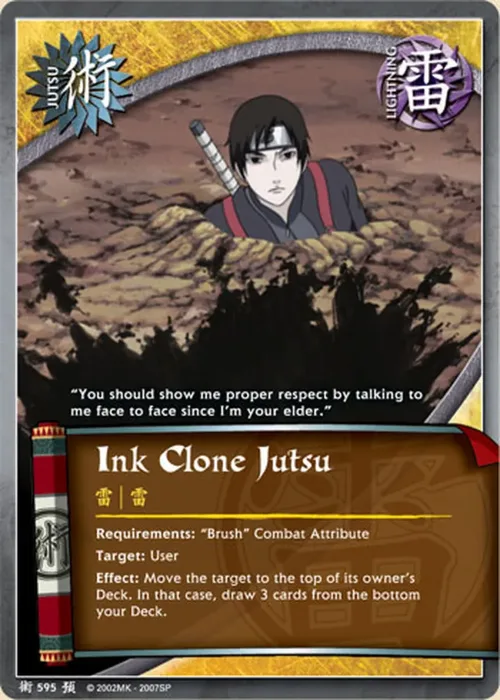 JUTSU 術
LIGHTNING 雷
“You should show me proper respect by talking to
me face to face since I’m your elder.”
Ink Clone Jutsu
雷 | 雷
Requirements: “Brush” Combat Attribute
Target: User
Effect: Move the target to the top of its owner’s
Deck. In that case, draw 3 cards from the bottom
your Deck.
術
術 595 © 2002MK - 2007SP